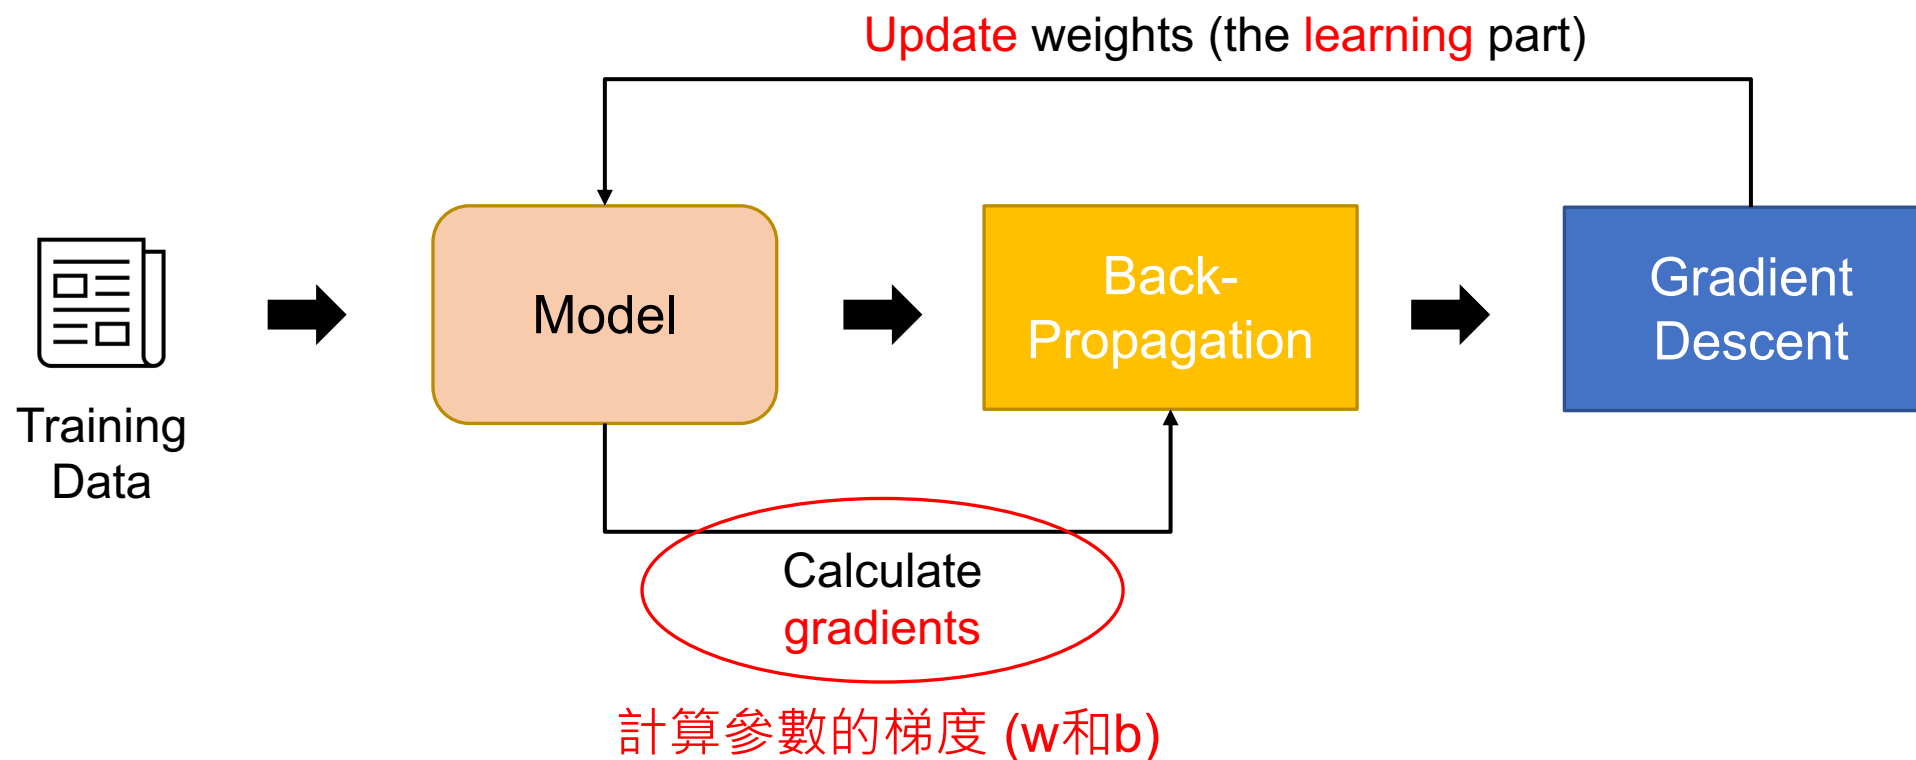 Update weights (the learning part)
Training
Data
Model
Back-
Propagation
Gradient
Descent
Calculate
gradients
計算參數的梯度 (w和b)